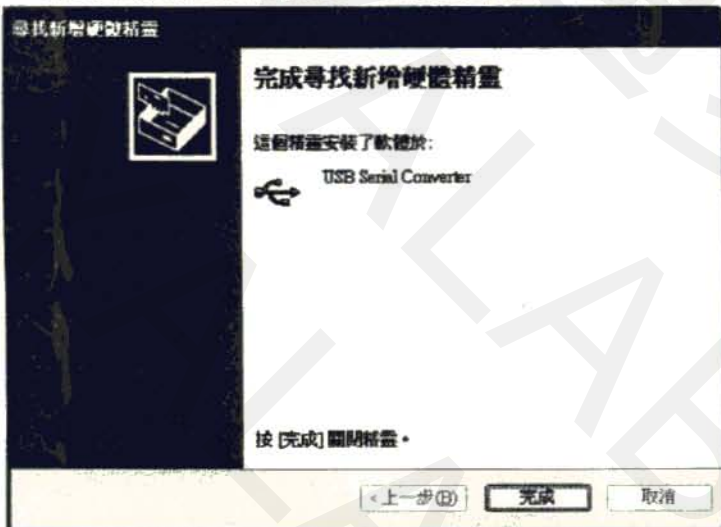 尋找新增硬體精靈
完成尋找新增硬體精靈
這個精靈安裝了軟體於:
USB Serial Converter
按 [完成] 關閉精靈。
<上一步(B)
完成
取消